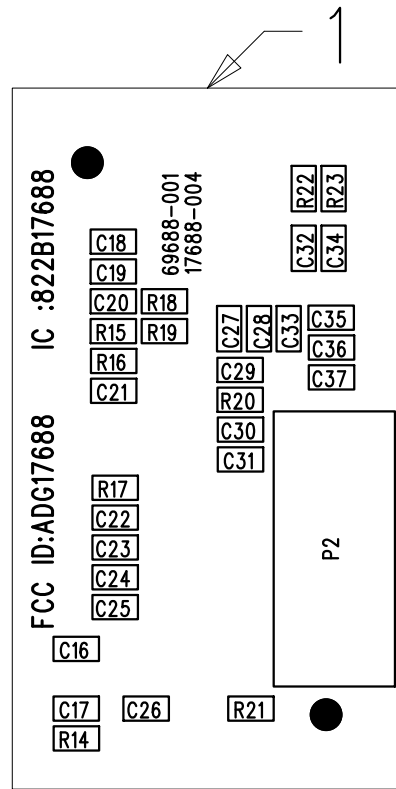 1
IC :822B17688
FCC ID:ADG17688
69688-001
17688-004
R22
R23
C32
C34
C18
C19
C20
R18
R15
R19
R16
C21
C27
C28
C33
C35
C36
C37
C29
R20
C30
C31
R17
C22
C23
C24
C25
P2
C16
C17
C26
R21
R14